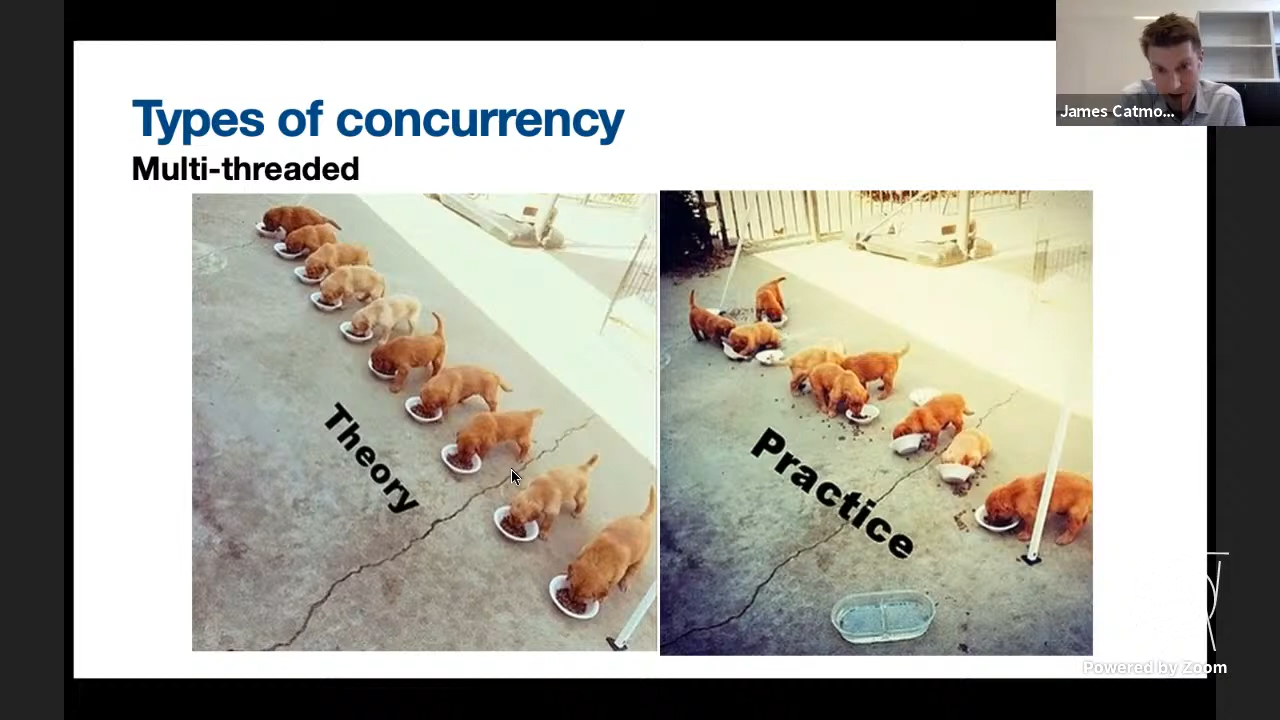 Types of concurrency
Multi-threaded
James Catmo...
Theory
Practice
Powered by Zoom